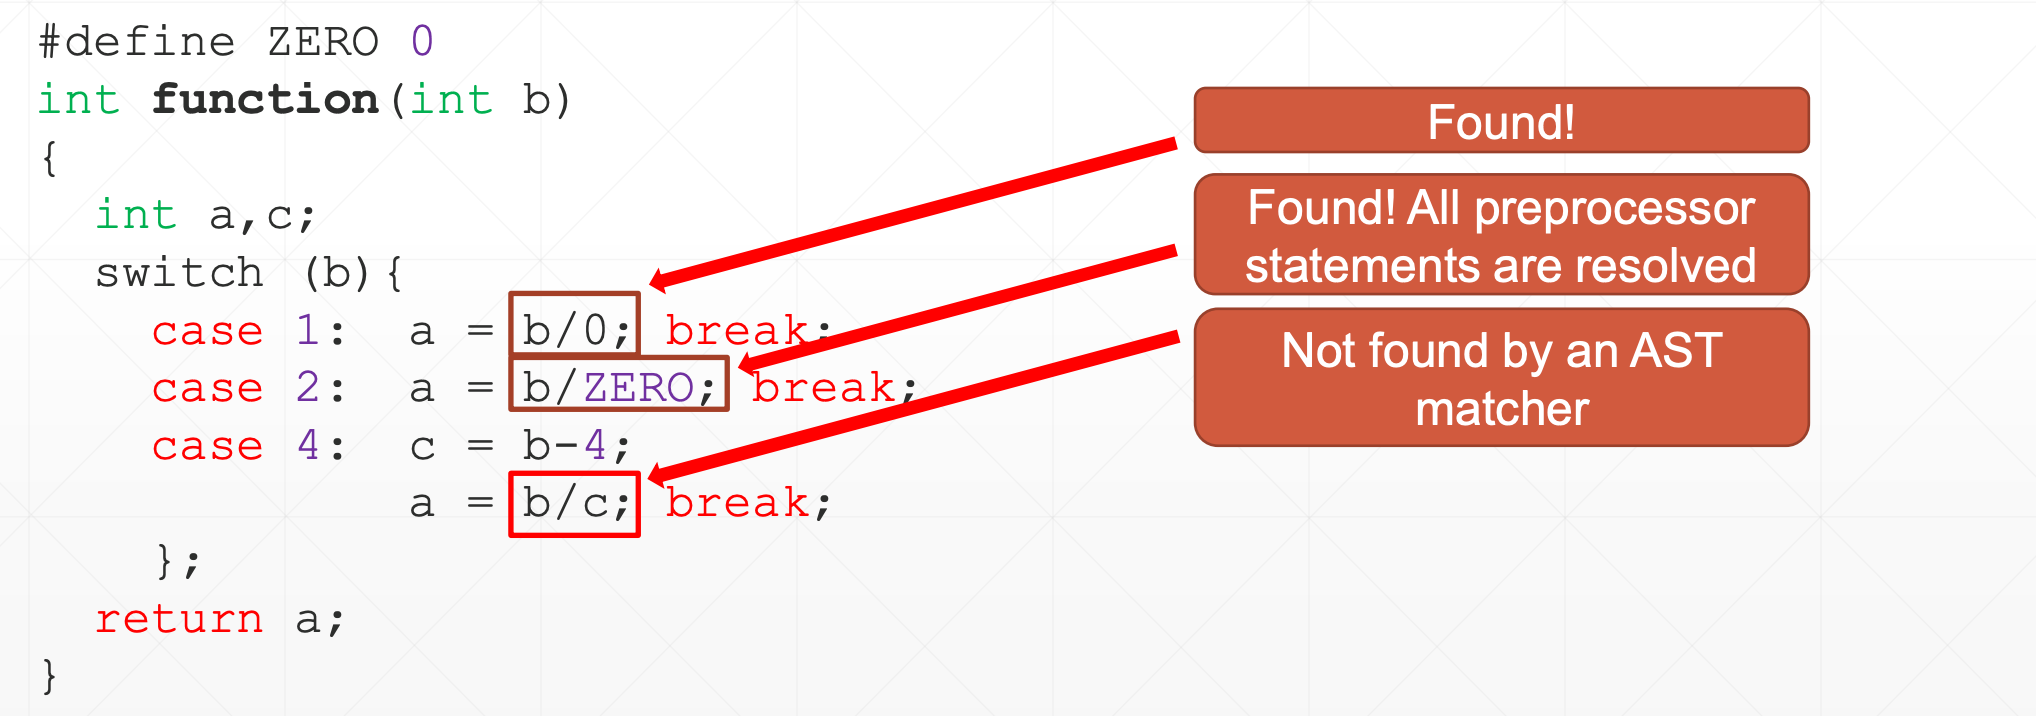 #define ZERO 0
int function(int b)
{
int a,c;
switch (b){
case 1: a = b/0; break;
case 2: a = b/ZERO; break;
case 4: c = b-4;
a = b/c; break;
};
return a;
}
Found!
Found! All preprocessor
statements are resolved
Not found by an AST
matcher